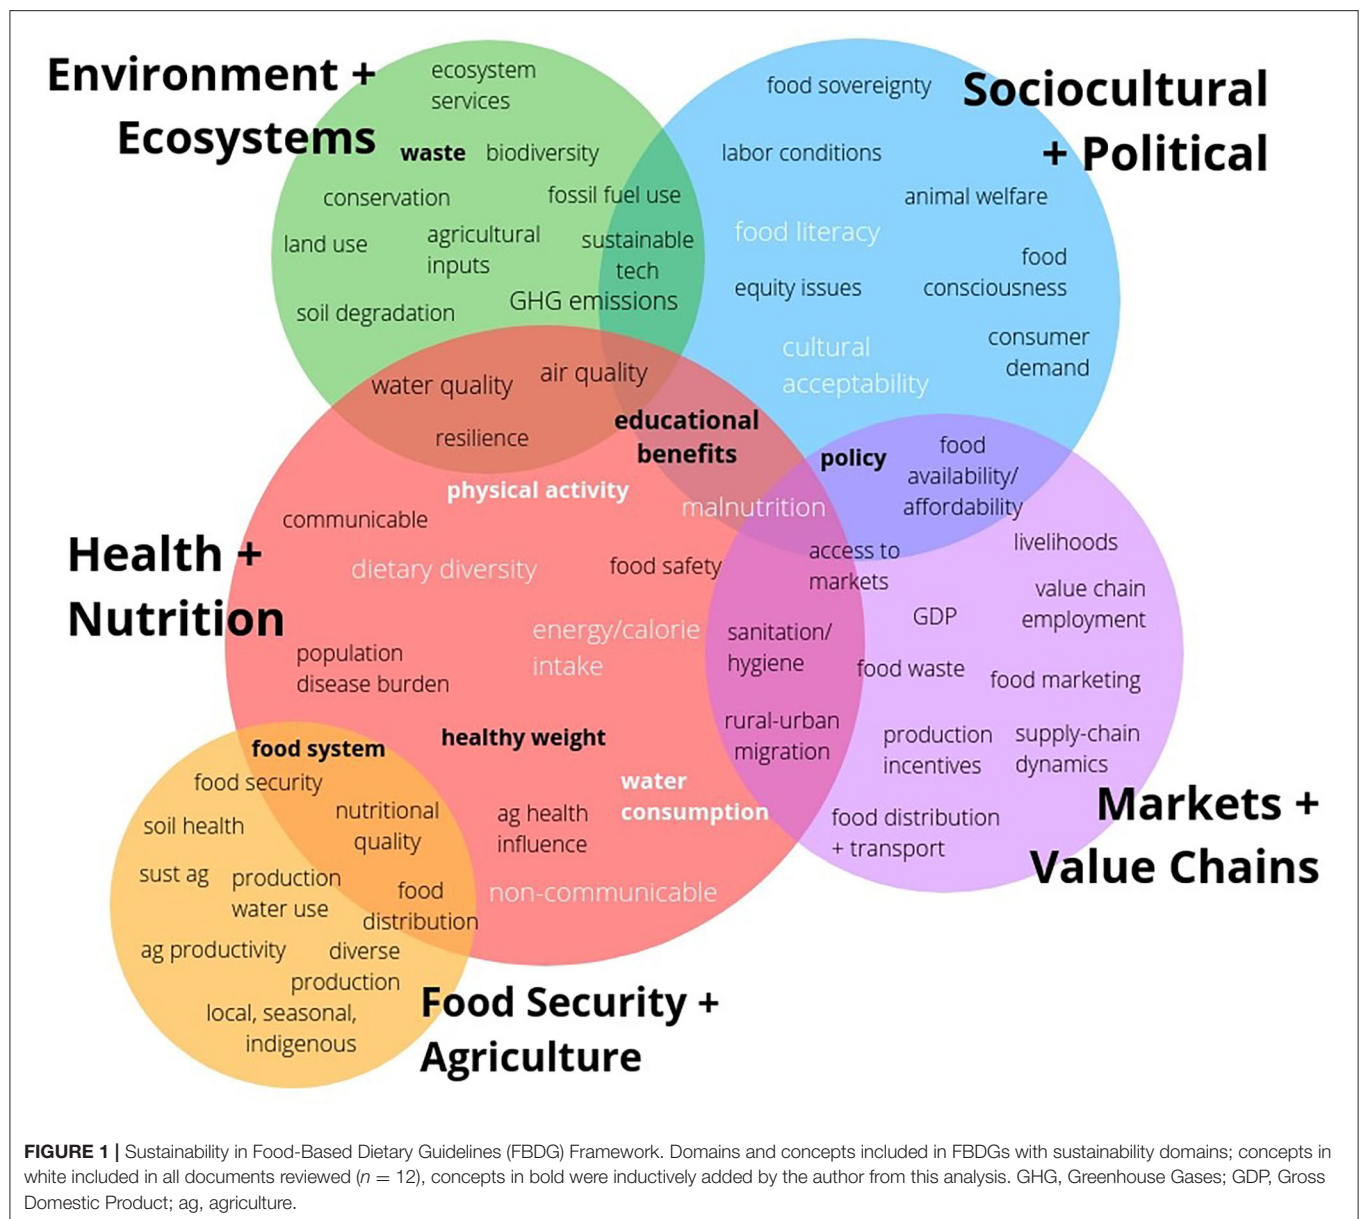 Environment +
Ecosystems
ecosystem
services
waste
biodiversity
conservation
fossil fuel use
land use
agricultural
inputs
sustainable
tech
soil degradation
GHG emissions
Sociocultural
+ Political
food sovereignty
labor conditions
animal welfare
food literacy
food
consciousness
equity issues
consumer
demand
cultural
acceptability
water quality
air quality
resilience
educational
benefits
policy
food
availability/
affordability
malnutrition
Health +
Nutrition
physical activity
communicable
dietary diversity
food safety
energy/calorie
intake
population
disease burden
healthy weight
water
consumption
ag health
influence
non-communicable
access to
markets
sanitation/
hygiene
rural-urban
migration
livelihoods
value chain
employment
GDP
food waste
food marketing
production
incentives
supply-chain
dynamics
food distribution
+ transport
Markets +
Value Chains
food system
food security
nutritional
quality
soil health
sust ag
production
water use
food
distribution
ag productivity
diverse
production
local, seasonal,
indigenous
Food Security +
Agriculture
FIGURE 1 | Sustainability in Food-Based Dietary Guidelines (FBDG) Framework. Domains and concepts included in FBDGs with sustainability domains; concepts in
white included in all documents reviewed (n = 12), concepts in bold were inductively added by the author from this analysis. GHG, Greenhouse Gases; GDP, Gross
Domestic Product; ag, agriculture.